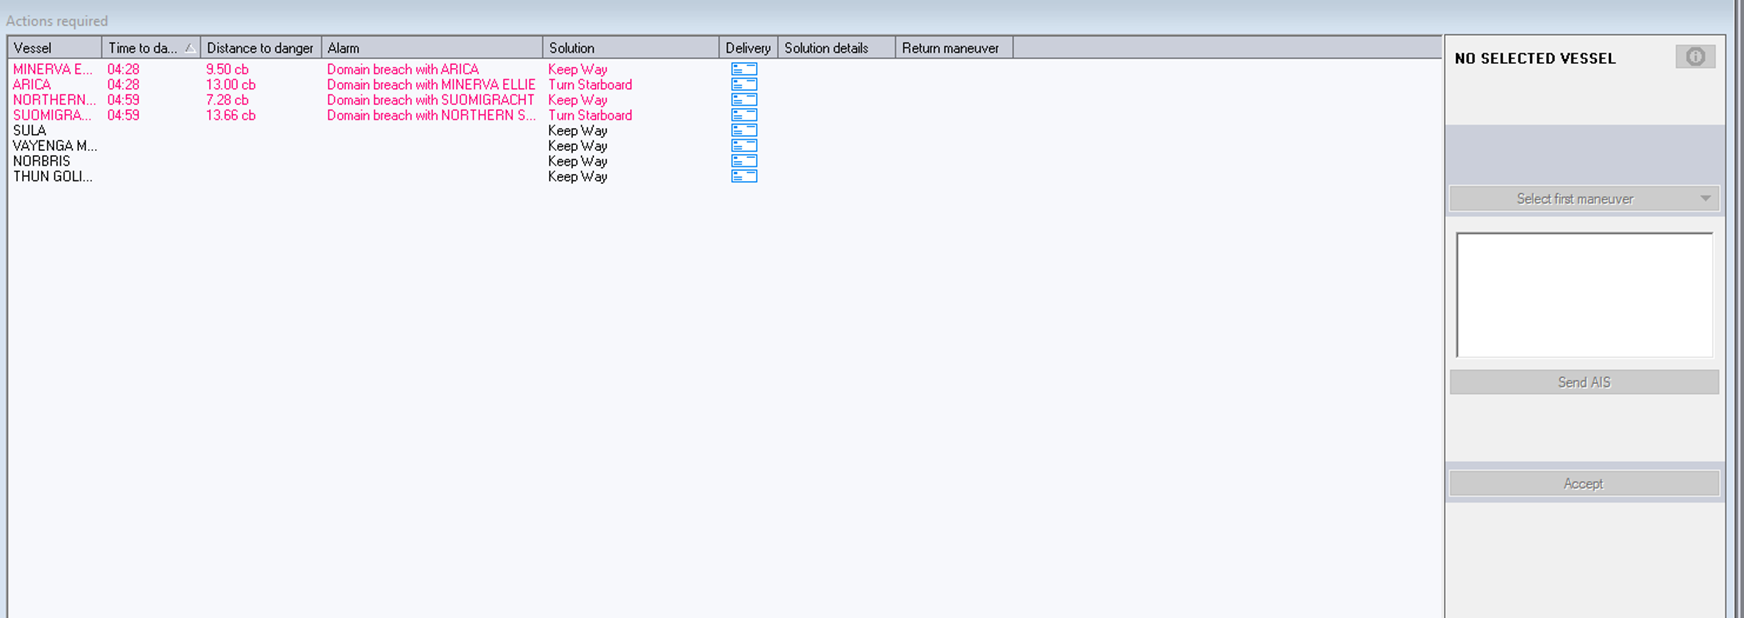 Actions required
Vessel Time to da... Distance to danger Alarm Solution Delivery Solution details Return maneuver
MINERVA E... 04:28 9.50 cb Domain breach with ARICA Keep Way
ARICA 04:28 13.00 cb Domain breach with MINERVA ELLIE Turn Starboard
NORTHERN... 04:59 7.28 cb Domain breach with SUOMIGRACHT Keep Way
SUOMIGRA... 04:59 13.66 cb Domain breach with NORTHERN S... Turn Starboard
SULA Keep Way
VAYENGA M... Keep Way
NORBRIS Keep Way
THUN GOLI... Keep Way
NO SELECTED VESSEL
Select first maneuver
Send AIS
Accept